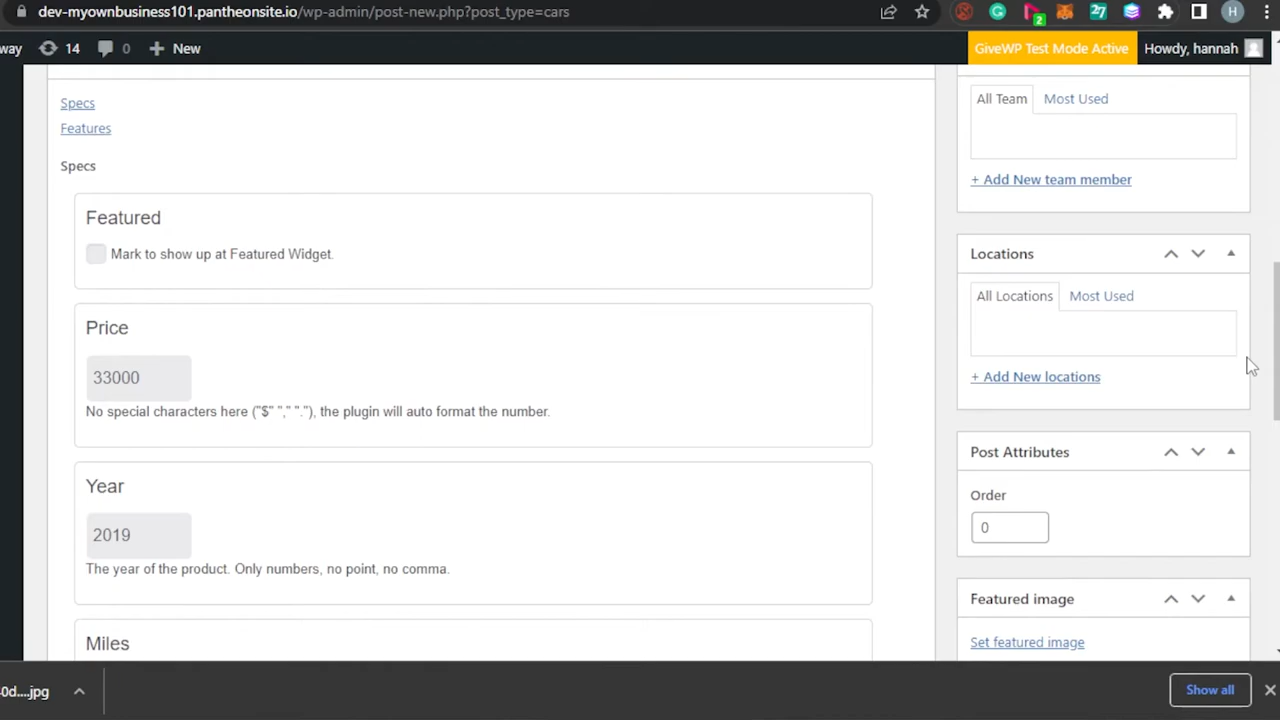 dev-myownbusiness101.pantheonsite.io/wp-admin/post-new.php?post_type=cars
2
27
H
way
14
0
New
GiveWP Test Mode Active
Howdy, hannah
Specs
Features
Specs
Featured
Mark to show up at Featured Widget.
Price
33000
No special characters here ("$" "," "."), the plugin will auto format the number.
Year
2019
The year of the product. Only numbers, no point, no comma.
Miles
All Team
Most Used
+ Add New team member
Locations
All Locations
Most Used
+ Add New locations
Post Attributes
Order
0
Featured image
Set featured image
0d....jpg
Show all